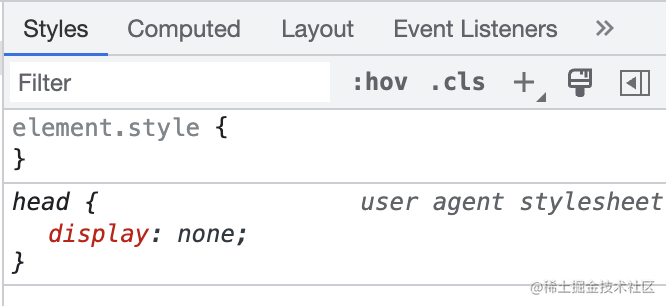 Styles Computed Layout Event Listeners »
Filter :hov .cls +
element.style {
}
head { user agent stylesheet
display: none;
}
@稀土掘金技术社区